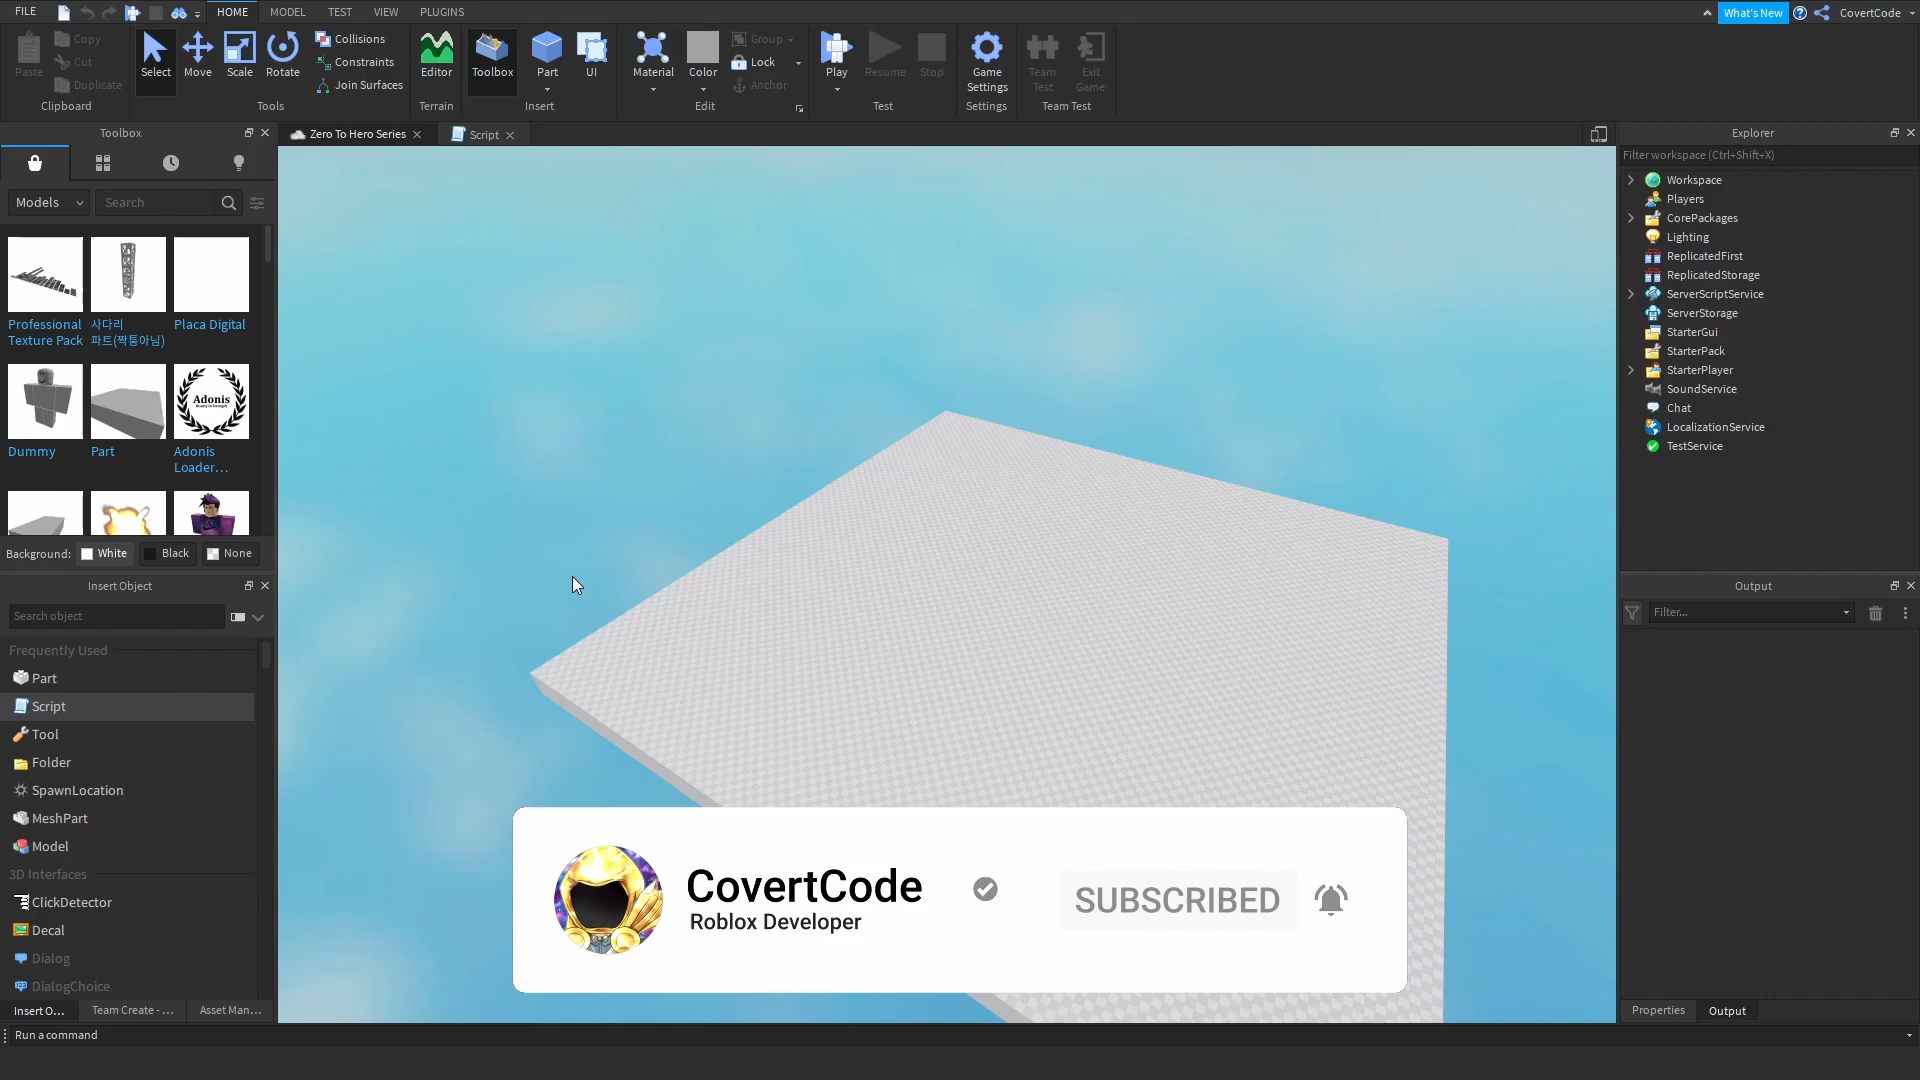 FILE
HOME
MODEL
TEST
VIEW
PLUGINS
What's New
CovertCode
Paste
Copy
Cut
Duplicate
Clipboard
Select
Move
Scale
Rotate
Collisions
Constraints
Join Surfaces
Tools
Editor
Terrain
Toolbox
Part
UI
Insert
Material
Color
Group
Lock
Anchor
Edit
Play
Resume
Stop
Test
Game
Settings
Settings
Team
Test
Exit
Game
Team Test
Toolbox
Zero To Hero Series
Script
Explorer
Models
Search
Professional
Texture Pack
사다리
파트(짝퉁아님)
Placa Digital
Adonis
Dummy
Part
Adonis
Loader...
Background:
White
Black
None
Insert Object
Search object
Frequently Used
Part
Script
Tool
Folder
SpawnLocation
MeshPart
Model
3D Interfaces
ClickDetector
Decal
Dialog
DialogChoice
Insert O...
Team Create - ...
Asset Man...
Run a command
CovertCode
Roblox Developer
SUBSCRIBED
Filter workspace (Ctrl+Shift+X)
Workspace
Players
CorePackages
Lighting
ReplicatedFirst
ReplicatedStorage
ServerScriptService
ServerStorage
StarterGui
StarterPack
StarterPlayer
SoundService
Chat
LocalizationService
TestService
Output
Filter...
Properties
Output